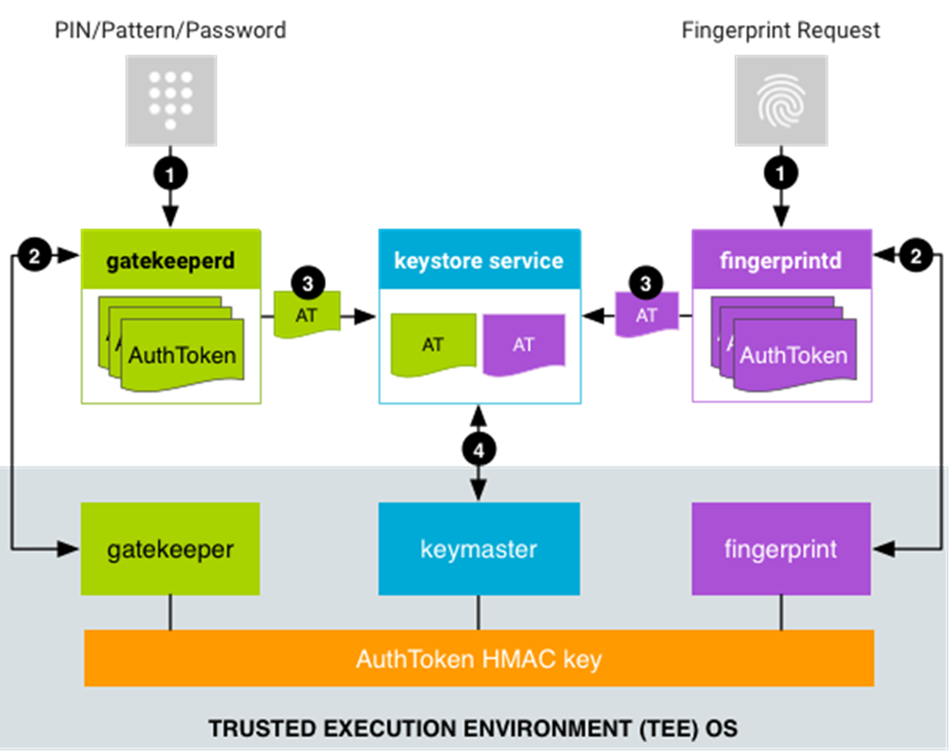 PIN/Pattern/Password
Fingerprint Request
1
1
2
gatekeeperd
3
AT
AuthToken
keystore service
AT
AT
3
AT
fingerprintd
2
AuthToken
4
gatekeeper
keymaster
fingerprint
AuthToken HMAC key
TRUSTED EXECUTION ENVIRONMENT (TEE) OS